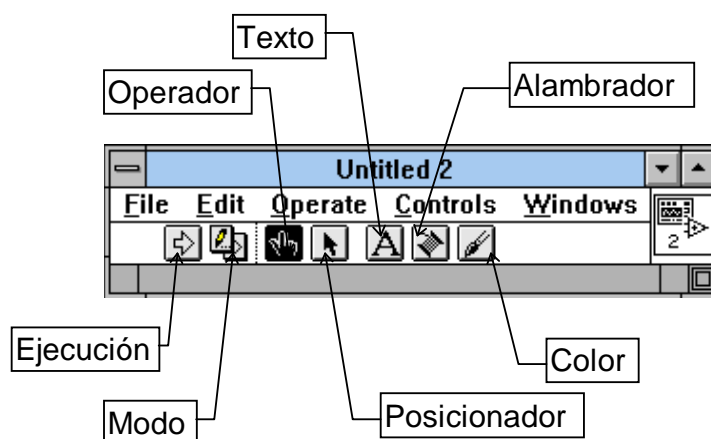 Texto
Operador
Alambrador
Untitled 2
File Edit Operate Controls Windows
A
2
Ejecución
Color
Modo
Posicionador